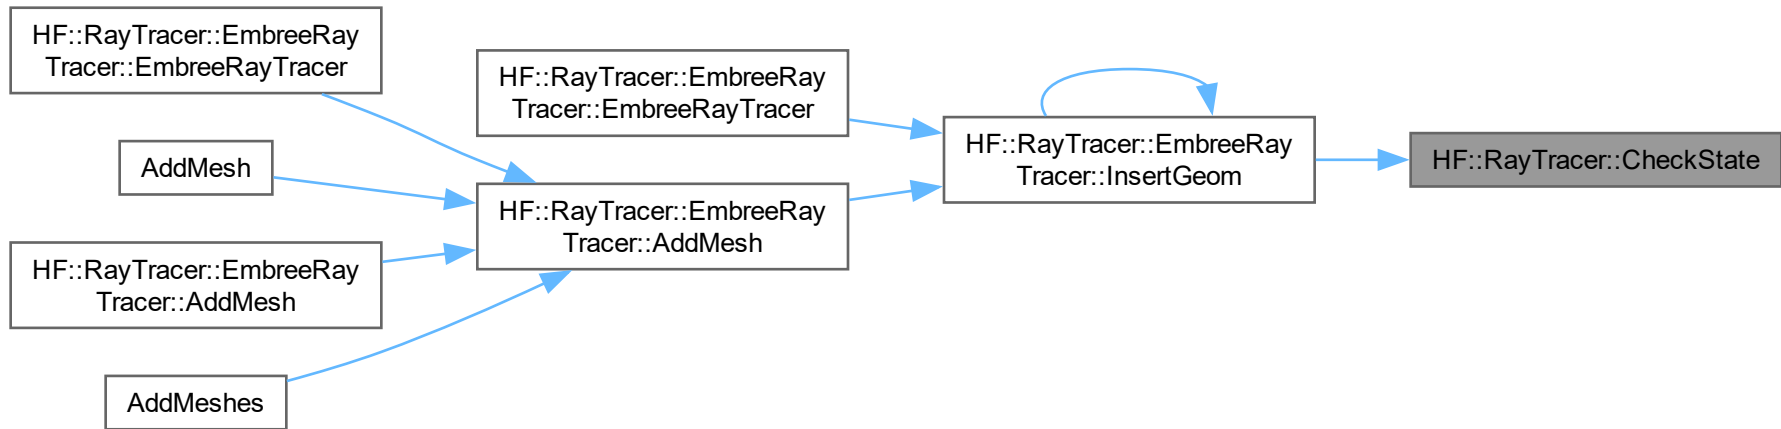 HF::RayTracer::EmbreeRay
Tracer::EmbreeRayTracer
AddMesh
HF::RayTracer::EmbreeRay
Tracer::AddMesh
AddMeshes
HF::RayTracer::EmbreeRay
Tracer::EmbreeRayTracer
HF::RayTracer::EmbreeRay
Tracer::AddMesh
HF::RayTracer::EmbreeRay
Tracer::InsertGeom
HF::RayTracer::CheckState